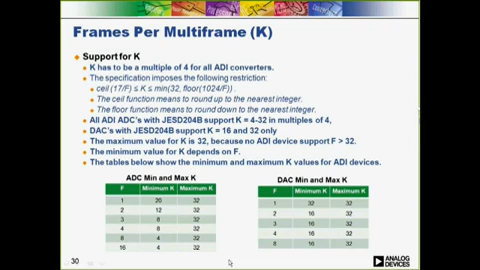 Frames Per Multiframe (K)
Support for K
K has to be a multiple of 4 for all ADI converters.
The specification imposes the following restriction:
ceil (17/F) ≤ K ≤ min(32, floor(1024/F)) .
The ceil function means to round up to the nearest integer.
The floor function means to round down to the nearest integer.
All ADI ADC's with JESD204B support K = 4-32 in multiples of 4,
DAC's with JESD204B support K = 16 and 32 only
The maximum value for K is 32, because no ADI device support F > 32.
The minimum value for K depends on F.
The tables below show the minimum and maximum K values for ADI devices.
ADC Min and Max K
F Minimum K Maximum K
1 20 32
2 12 32
3 8 32
4 8 32
8 4 32
16 4 32
DAC Min and Max K
F Minimum K Maximum K
1 32 32
2 16 32
3 16 32
4 16 32
8 16 32
30
ANALOG
DEVICES